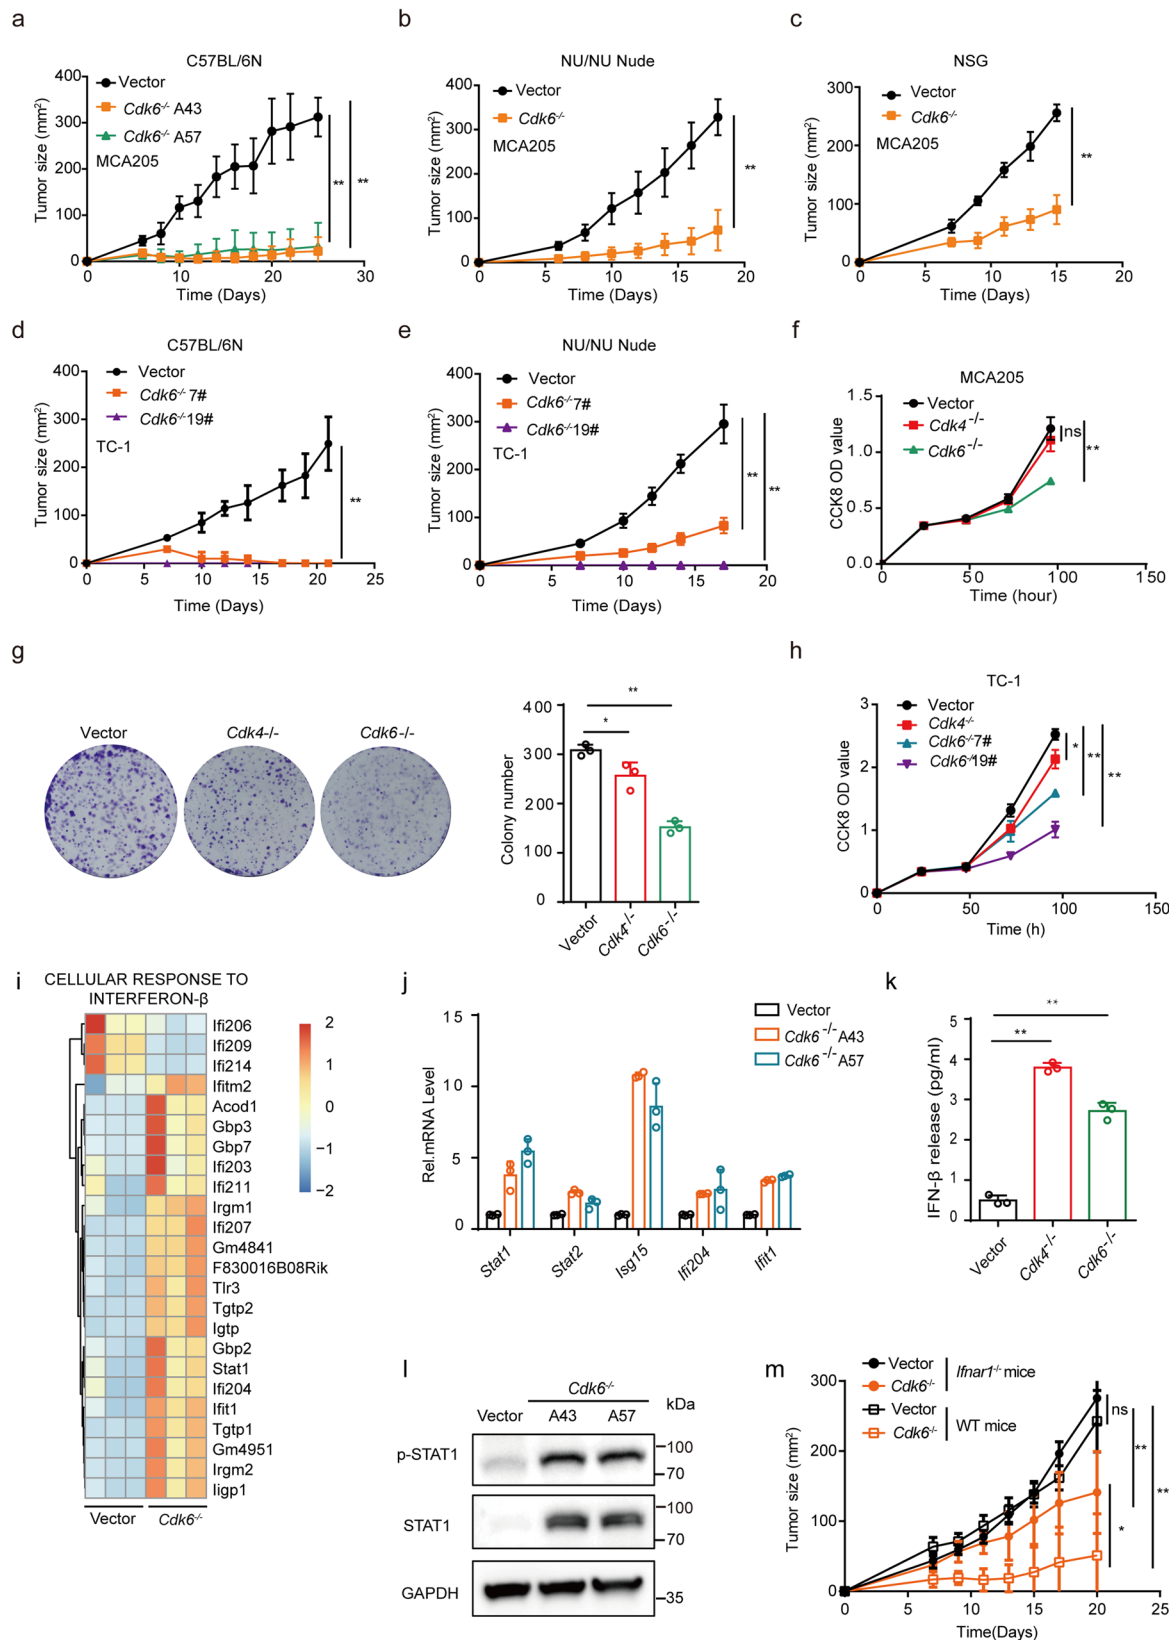 a
C57BL/6N
Tumor size (mm²)
400
300
200
100
0
Vector
Cdk6-/- A43
Cdk6-/- A57
MCA205
**
**
0 10 20 30
Time (Days)
b
NU/NU Nude
Tumor size (mm²)
400
300
200
100
0
Vector
Cdk6-/-
MCA205
**
0 5 10 15 20
Time (Days)
c
NSG
Tumor size (mm²)
300
200
100
0
Vector
Cdk6-/-
MCA205
**
0 5 10 15 20
Time (Days)
d
C57BL/6N
Tumor size (mm²)
400
300
200
100
0
Vector
Cdk6-/- 7#
Cdk6-/-19#
TC-1
**
0 5 10 15 20 25
Time (Days)
e
NU/NU Nude
Tumor size (mm²)
400
300
200
100
0
Vector
Cdk6-/-7#
Cdk6-/-19#
TC-1
**
**
0 5 10 15 20
Time (Days)
f
MCA205
CCK8 OD value
1.5
1.0
0.5
0.0
Vector
Cdk4-/-
Cdk6-/-
ns
**
0 50 100 150
Time (hour)
g
Vector Cdk4-/- Cdk6-/-
Colony number
400
300
200
100
0
**
*
Vector Cdk4-/- Cdk6-/-
h
TC-1
CCK8 OD value
3
2
1
0
Vector
Cdk4-/-
Cdk6-/-7#
Cdk6-/-19#
*
**
**
0 50 100 150
Time (h)
i
CELLULAR RESPONSE TO
INTERFERON-β
Ifi206
Ifi209
Ifi214
Ifitm2
Acod1
Gbp3
Gbp7
Ifi203
Ifi211
Irgm1
Ifi207
Gm4841
F830016B08Rik
Tlr3
Tgtp2
Igtp
Gbp2
Stat1
Ifi204
Ifit1
Tgtp1
Gm4951
Irgm2
Iigp1
2
1
0
−1
−2
Vector Cdk6-/-
j
Rel.mRNA Level
15
10
5
0
Vector
Cdk6-/-A43
Cdk6-/-A57
Stat1 Stat2 Isg15 Ifi204 Ifit1
k
IFN-β release (pg/ml)
5
4
3
2
1
0
**
**
Vector Cdk4-/- Cdk6-/-
l
Cdk6-/-
Vector A43 A57
kDa
p-STAT1
100
70
STAT1
100
70
GAPDH
35
m
Vector
Cdk6-/-
Ifnar1-/- mice
Vector
Cdk6-/-
WT mice
Tumor size (mm²)
300
200
100
0
ns
**
**
*
0 5 10 15 20 25
Time(Days)